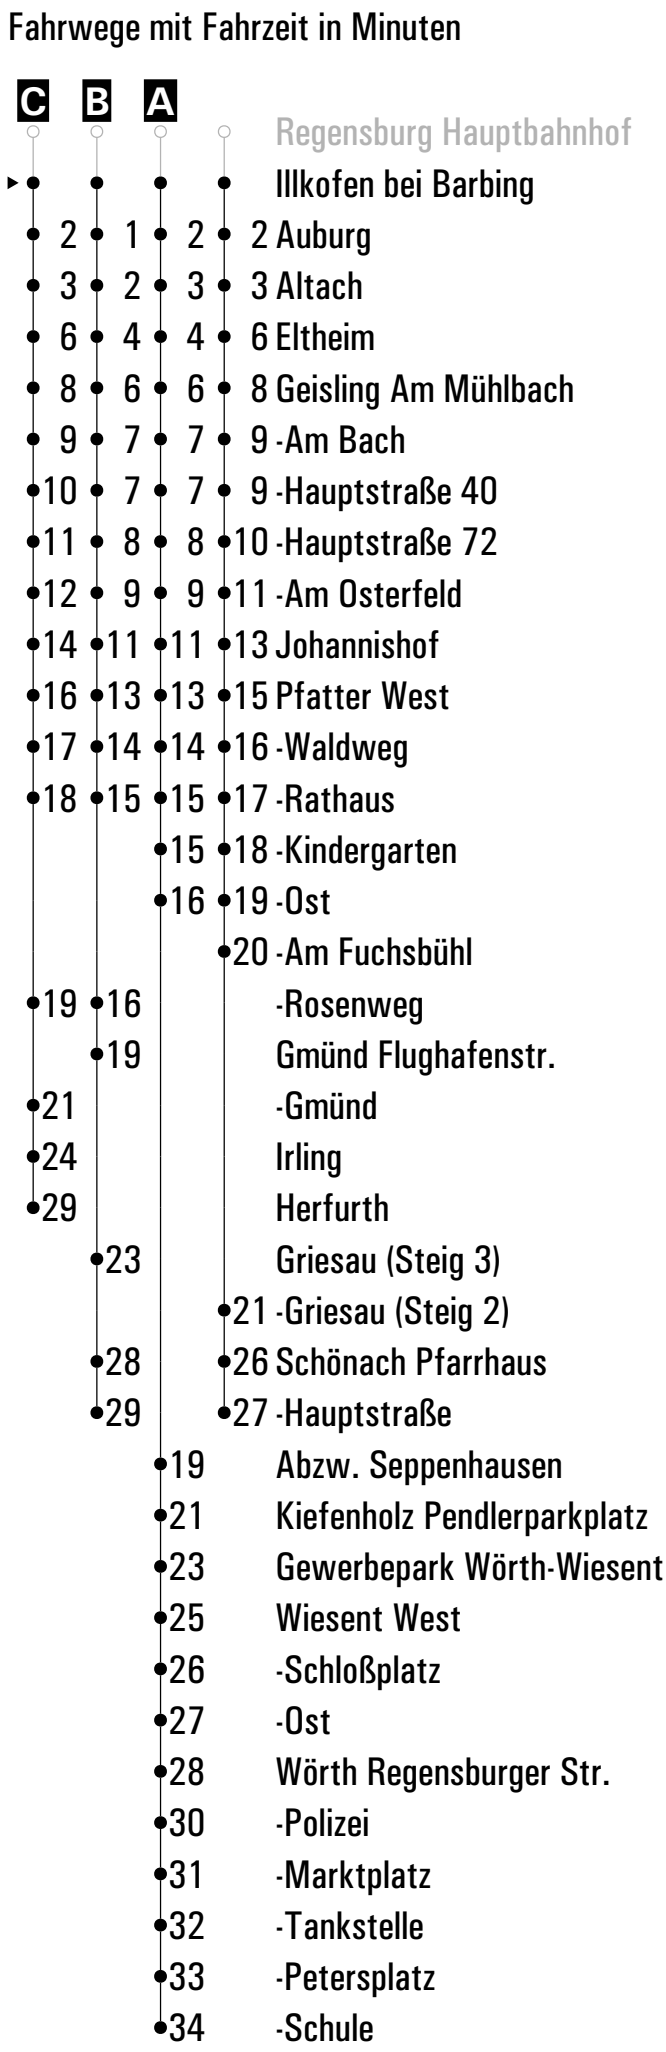 Fahrwege mit Fahrzeit in Minuten
C B A
Regensburg Hauptbahnhof
Illkofen bei Barbing
2 1 2 2 Auburg
3 2 3 3 Altach
6 4 4 6 Eltheim
8 6 6 8 Geisling Am Mühlbach
9 7 7 9 -Am Bach
10 7 7 9 -Hauptstraße 40
11 8 8 10 -Hauptstraße 72
12 9 9 11 -Am Osterfeld
14 11 11 13 Johannishof
16 13 13 15 Pfatter West
17 14 14 16 -Waldweg
18 15 15 17 -Rathaus
15 18 -Kindergarten
16 19 -Ost
20 -Am Fuchsbühl
19 16 -Rosenweg
19 Gmünd Flughafenstr.
21 -Gmünd
24 Irling
29 Herfurth
23 Griesau (Steig 3)
21 -Griesau (Steig 2)
28 26 Schönach Pfarrhaus
29 27 -Hauptstraße
19 Abzw. Seppenhausen
21 Kiefenholz Pendlerparkplatz
23 Gewerbepark Wörth-Wiesent
25 Wiesent West
26 -Schloßplatz
27 -Ost
28 Wörth Regensburger Str.
30 -Polizei
31 -Marktplatz
32 -Tankstelle
33 -Petersplatz
34 -Schule